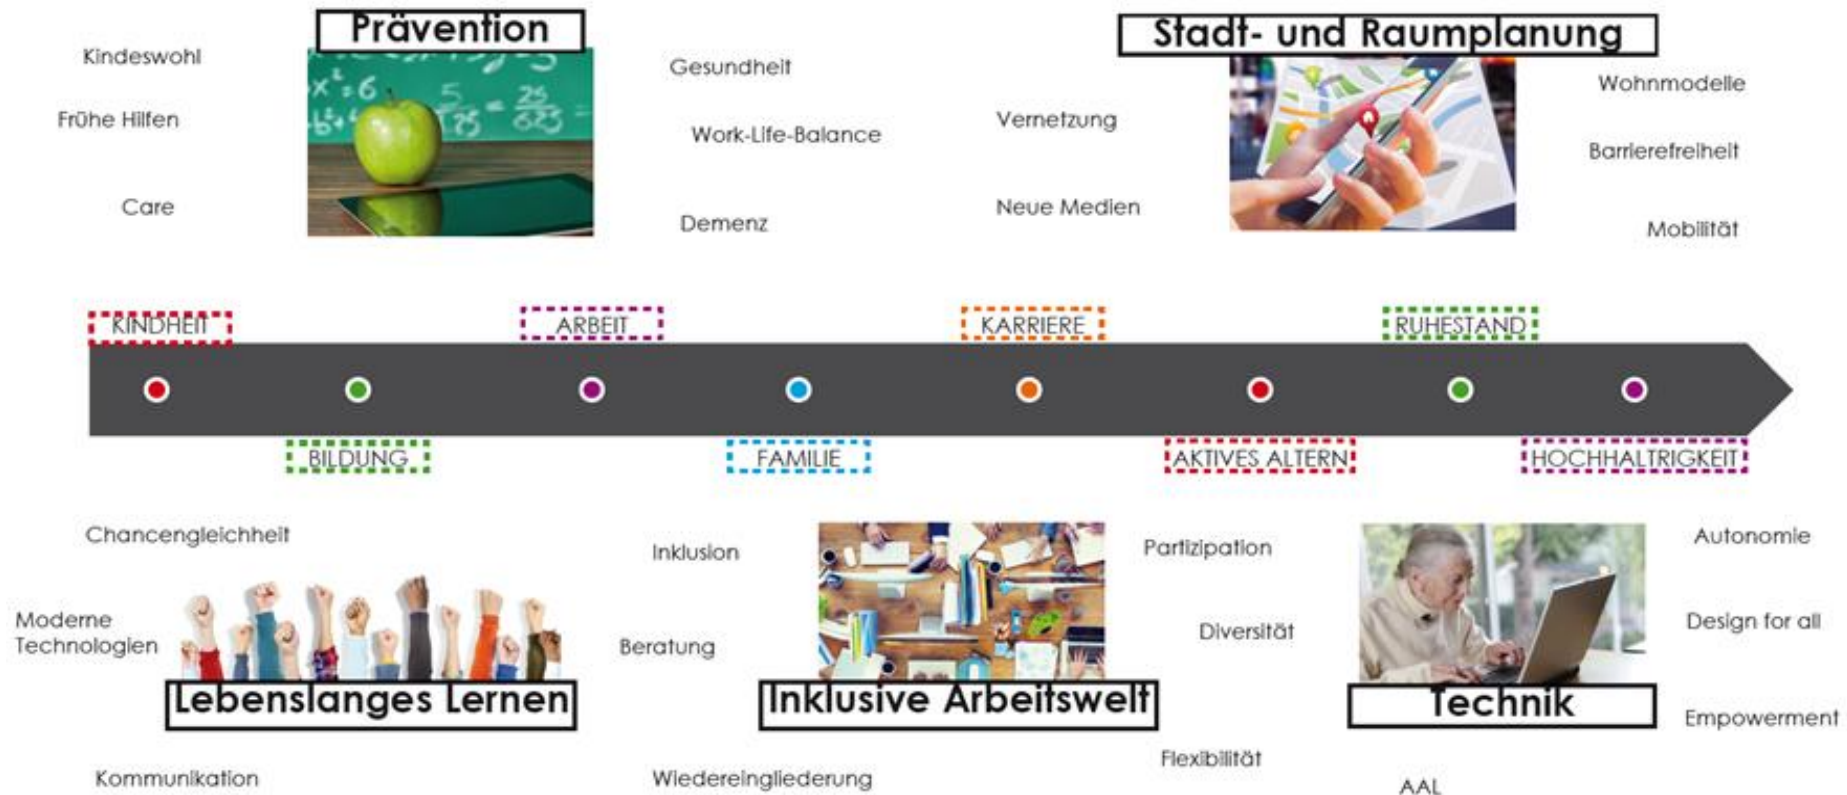 Prävention
Stadt- und Raumplanung
Kindeswohl
Gesundheit
Wohnmodelle
Frühe Hilfen
Work-Life-Balance
Vernetzung
Barrierefreiheit
Care
Demenz
Neue Medien
Mobilität
KINDHEIT
ARBEIT
KARRIERE
RUHESTAND
BILDUNG
FAMILIE
AKTIVES ALTERN
HOCHHALTRIGKEIT
Chancengleichheit
Inklusion
Partizipation
Autonomie
Moderne
Technologien
Beratung
Diversität
Design for all
Lebenslanges Lernen
Inklusive Arbeitswelt
Technik
Empowerment
Kommunikation
Wiedereingliederung
Flexibilität
AAL